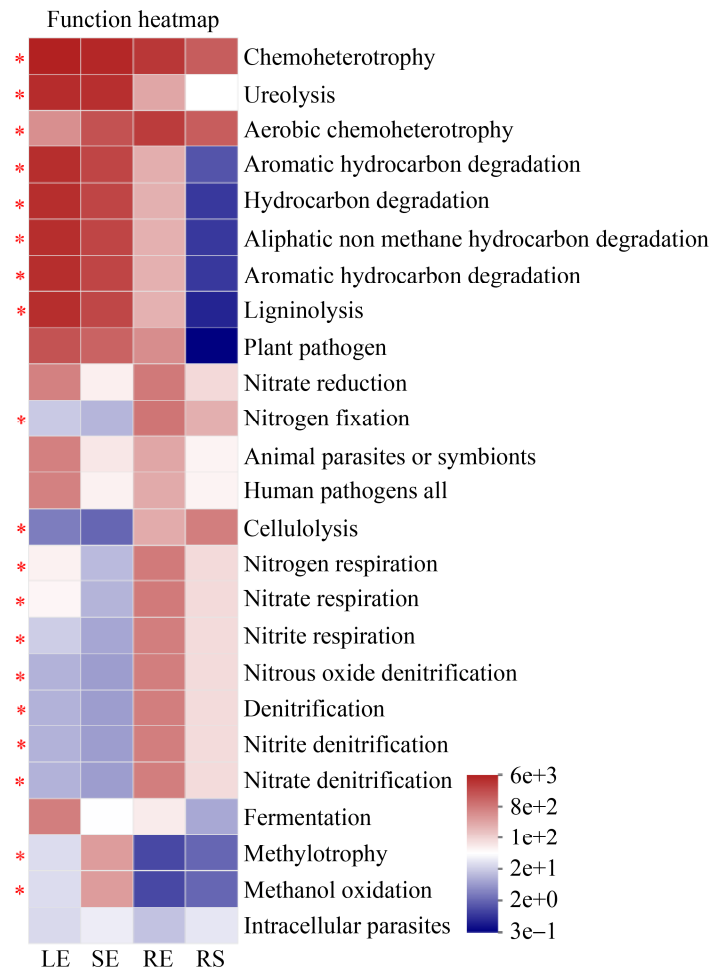 Function heatmap
* Chemoheterotrophy
* Ureolysis
* Aerobic chemoheterotrophy
* Aromatic hydrocarbon degradation
* Hydrocarbon degradation
* Aliphatic non methane hydrocarbon degradation
* Aromatic hydrocarbon degradation
* Ligninolysis
Plant pathogen
Nitrate reduction
* Nitrogen fixation
Animal parasites or symbionts
Human pathogens all
* Cellulolysis
* Nitrogen respiration
* Nitrate respiration
* Nitrite respiration
* Nitrous oxide denitrification
* Denitrification
* Nitrite denitrification
* Nitrate denitrification
Fermentation
* Methylotrophy
* Methanol oxidation
Intracellular parasites
LE SE RE RS
6e+3
8e+2
1e+2
2e+1
2e+0
3e−1